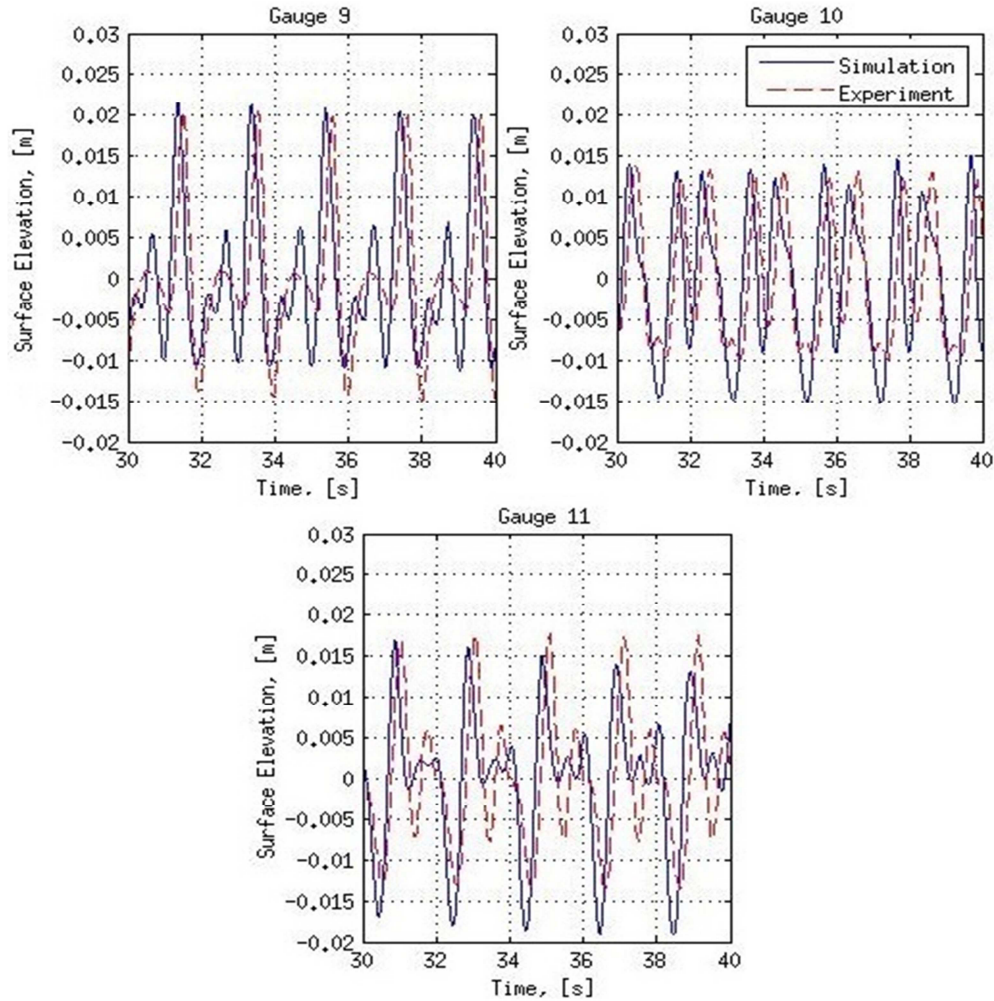 Gauge 9
Surface Elevation, [m]
0.03
0.025
0.02
0.015
0.01
0.005
0
-0.005
-0.01
-0.015
-0.02
30 32 34 36 38 40
Time, [s]
Gauge 10
Simulation
Experiment
Surface Elevation, [m]
0.03
0.025
0.02
0.015
0.01
0.005
0
-0.005
-0.01
-0.015
-0.02
30 32 34 36 38 40
Time, [s]
Gauge 11
Surface Elevation, [m]
0.03
0.025
0.02
0.015
0.01
0.005
0
-0.005
-0.01
-0.015
-0.02
30 32 34 36 38 40
Time, [s]